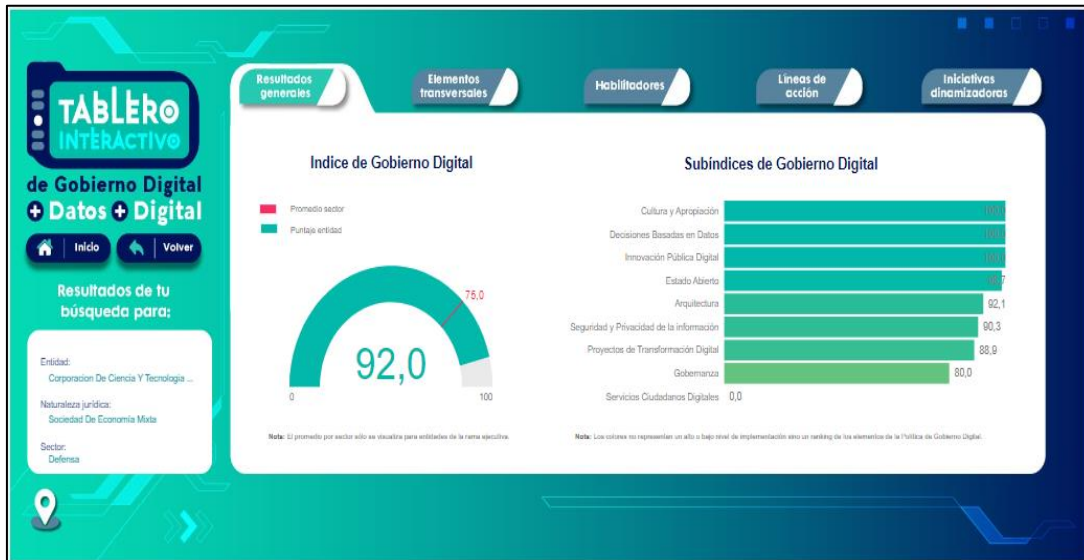 TABLERO
INTERACTIVO
de Gobierno Digital
+ Datos + Digital
Inicio
Volver
Resultados de tu
búsqueda para:
Entidad:
Corporacion De Ciencia Y Tecnologia ...
Naturaleza jurídica:
Sociedad De Economia Mixta
Sector:
Defensa
Resultados
generales
Elementos
transversales
Habilitadores
Líneas de
acción
Iniciativas
dinamizadoras
Indice de Gobierno Digital
Promedio sector
Puntaje entidad
75,0
92,0
0
100
Nota: El promedio por sector sólo se visualiza para entidades de la rama ejecutiva.
Subíndices de Gobierno Digital
Cultura y Apropiación
Decisiones Basadas en Datos
Innovación Pública Digital
Estado Abierto
Arquitectura 92,1
Seguridad y Privacidad de la información 90,3
Proyectos de Transformación Digital 88,9
Gobernanza 80,0
Servicios Ciudadanos Digitales 0,0
Nota: Los colores no representan un alto o bajo nivel de implementación sino un ranking de los elementos de la Política de Gobierno Digital.